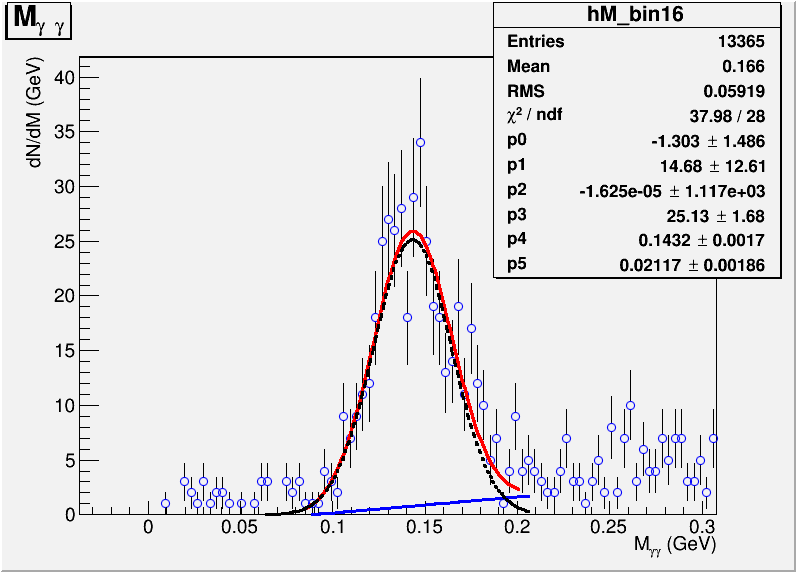 Mγ γ
hM_bin16
Entries 13365
Mean 0.166
RMS 0.05919
χ² / ndf 37.98 / 28
p0 -1.303 ± 1.486
p1 14.68 ± 12.61
p2 -1.625e-05 ± 1.117e+03
p3 25.13 ± 1.68
p4 0.1432 ± 0.0017
p5 0.02117 ± 0.00186
dN/dM (GeV)
40
35
30
25
20
15
10
5
0
0 0.05 0.1 0.15 0.2 0.25 0.3
Mγγ (GeV)